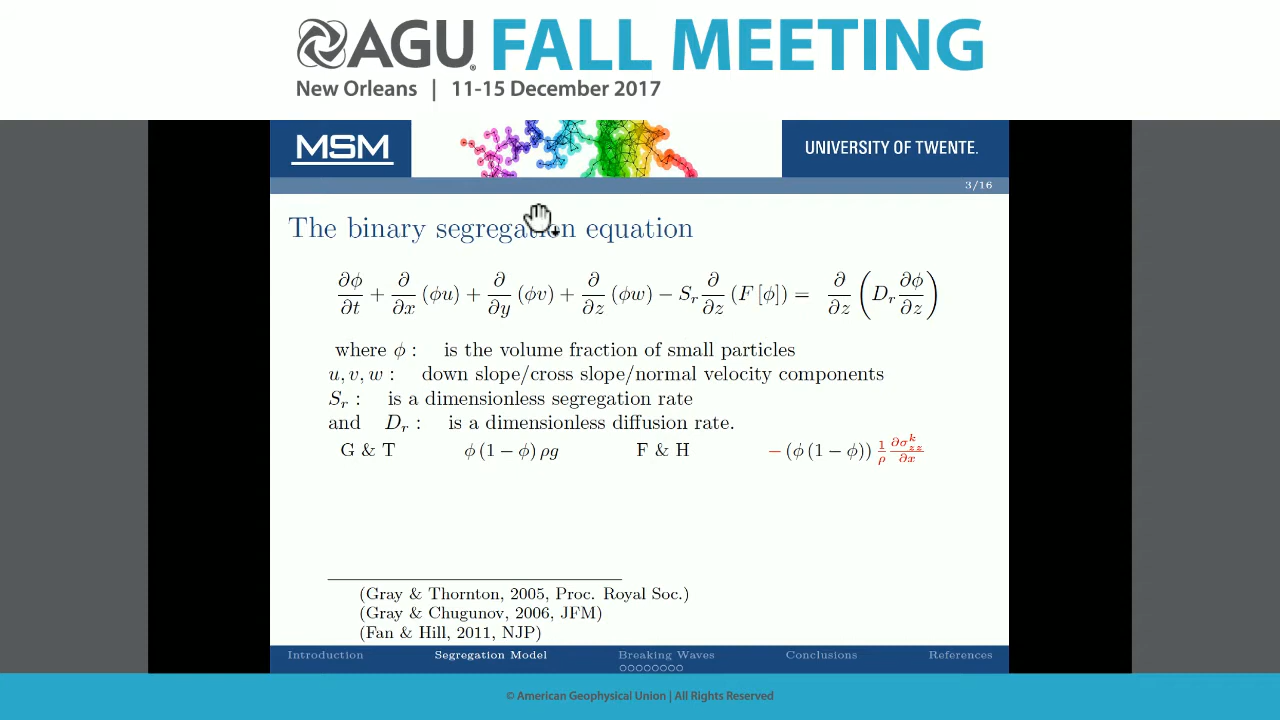 AGU FALL MEETING
New Orleans | 11-15 December 2017
MSM
UNIVERSITY OF TWENTE.
3/16
The binary segregation equation
∂ϕ/∂t + ∂/∂x (ϕu) + ∂/∂y (ϕv) + ∂/∂z (ϕw) − S_r ∂/∂z (F [ϕ]) = ∂/∂z (D_r ∂ϕ/∂z)
where ϕ : is the volume fraction of small particles
u, v, w : down slope/cross slope/normal velocity components
S_r : is a dimensionless segregation rate
and D_r : is a dimensionless diffusion rate.
G & T ϕ (1 − ϕ) ρg F & H − (ϕ (1 − ϕ)) 1/ρ ∂σ^k_zz/∂x
(Gray & Thornton, 2005, Proc. Royal Soc.)
(Gray & Chugunov, 2006, JFM)
(Fan & Hill, 2011, NJP)
Introduction Segregation Model Breaking Waves Conclusions References
© American Geophysical Union | All Rights Reserved